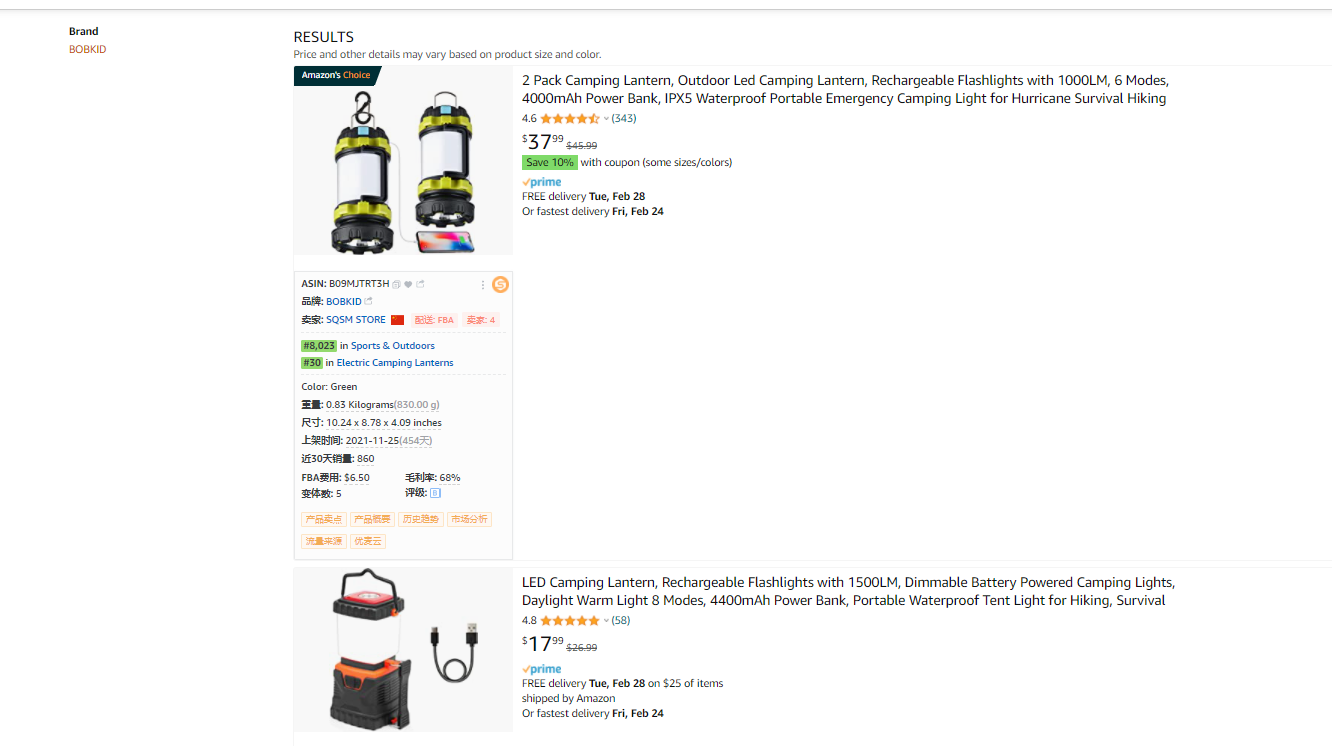 Brand
BOBKID
RESULTS
Price and other details may vary based on product size and color.
Amazon's Choice
2 Pack Camping Lantern, Outdoor Led Camping Lantern, Rechargeable Flashlights with 1000LM, 6 Modes,
4000mAh Power Bank, IPX5 Waterproof Portable Emergency Camping Light for Hurricane Survival Hiking
4.6 (343)
$37.99 $45.99
Save 10% with coupon (some sizes/colors)
prime
FREE delivery Tue, Feb 28
Or fastest delivery Fri, Feb 24
ASIN: B09MJTRT3H
品牌: BOBKID
卖家: SQSM STORE 配送: FBA 卖家: 4
#8,023 in Sports & Outdoors
#30 in Electric Camping Lanterns
Color: Green
重量: 0.83 Kilograms(830.00 g)
尺寸: 10.24 x 8.78 x 4.09 inches
上架时间: 2021-11-25(454天)
近30天销量: 860
FBA费用: $6.50 毛利率: 68%
变体数: 5 评级:
产品卖点 产品概要 历史趋势 市场分析
流量来源 优麦云
LED Camping Lantern, Rechargeable Flashlights with 1500LM, Dimmable Battery Powered Camping Lights,
Daylight Warm Light 8 Modes, 4400mAh Power Bank, Portable Waterproof Tent Light for Hiking, Survival
4.8 (58)
$17.99 $26.99
prime
FREE delivery Tue, Feb 28 on $25 of items
shipped by Amazon
Or fastest delivery Fri, Feb 24